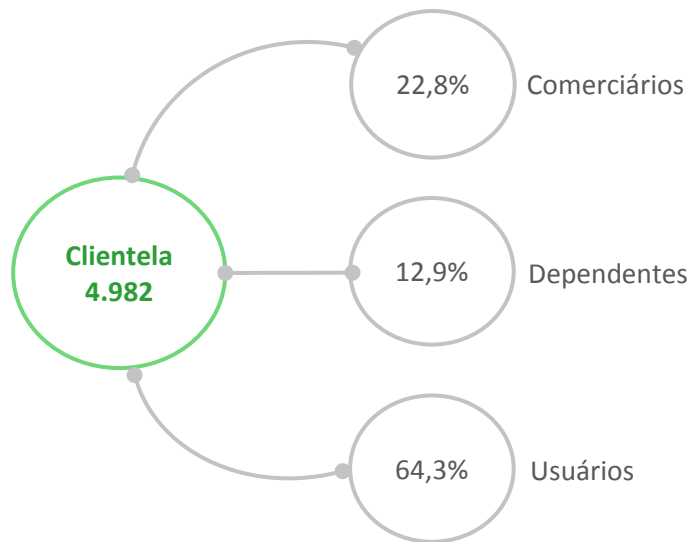 22,8% Comerciários
Clientela
4.982
12,9% Dependentes
64,3% Usuários